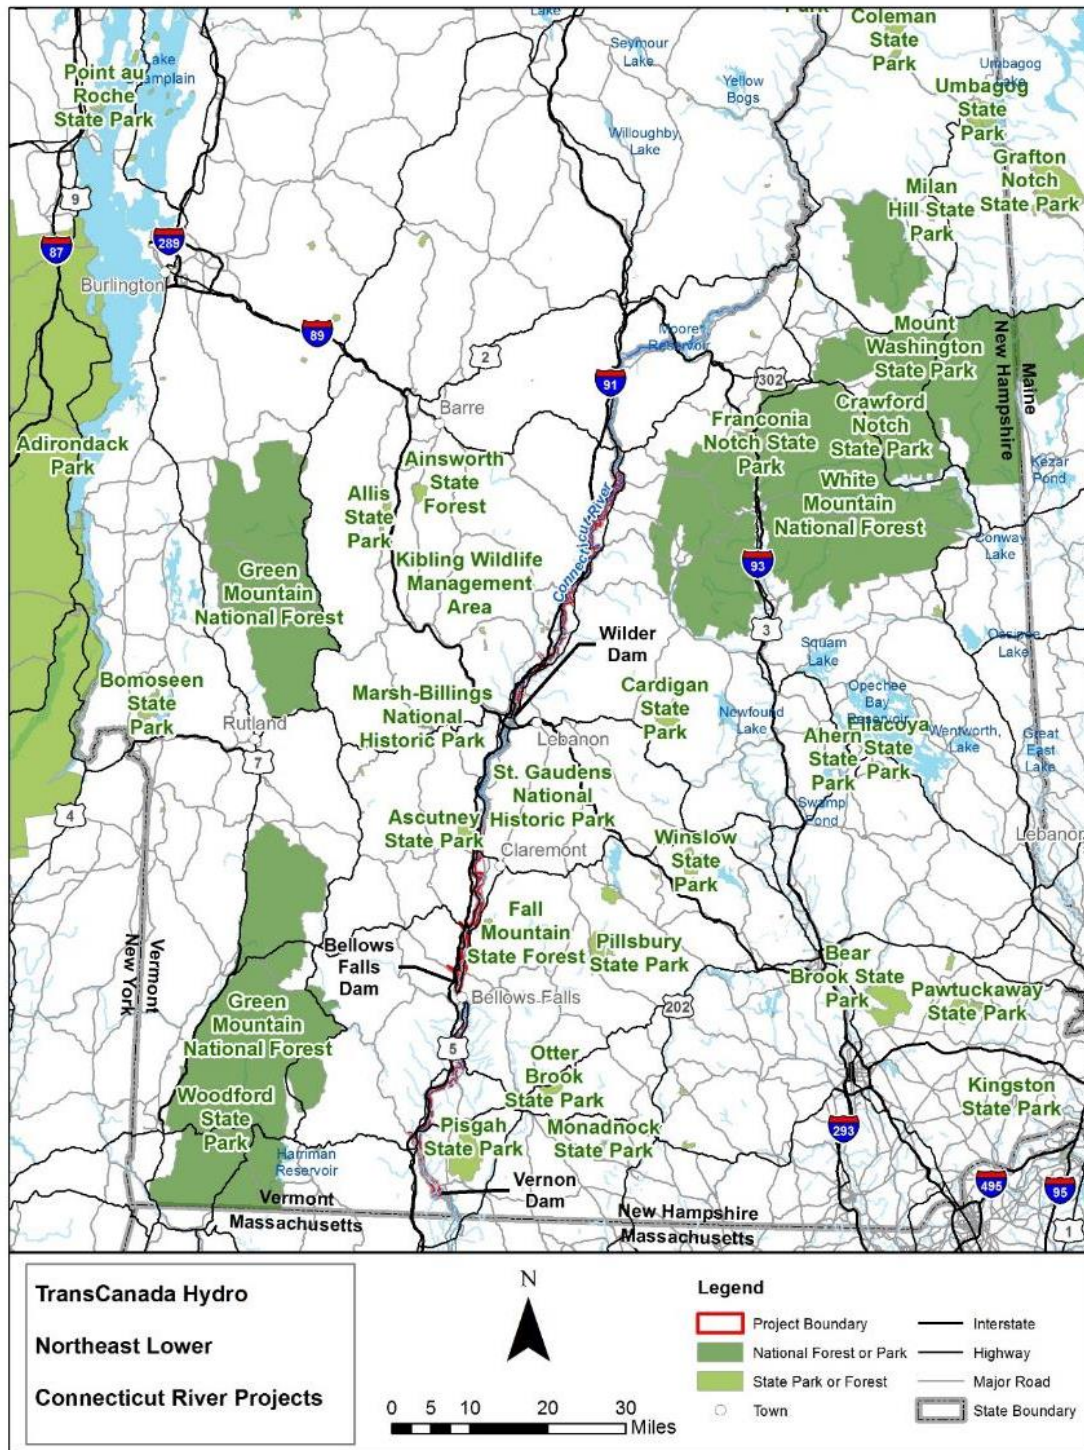 Lake
Coleman
State
Park
Seymour
Lake
Point au
Roche
State Park
Lake
Champlain
Yellow
Bogs
Umbagog
Lake
Umbagog
State
Park
Willoughby
Lake
Grafton
Notch
State Park
Milan
Hill State
Park
9
87
289
Burlington
89
2
Moore
Reservoir
Mount
Washington
State Park
New Hampshire
Maine
91
302
Barre
Franconia
Notch State
Park
Crawford
Notch
State Park
Adirondack
Park
Ainsworth
State
Forest
Kezar
Pond
Allis
State
Park
White
Mountain
National Forest
Connecticut River
Conway
Lake
Kibling Wildlife
Management
Area
Green
Mountain
National Forest
93
3
Wilder
Dam
Squam
Lake
Ossipee
Lake
Bomoseen
State
Park
Marsh-Billings
National
Historic Park
Cardigan
State
Park
Opechee
Bay
Reservoir
Newfound
Lake
Rutland
Lebanon
Ahern
State
Park
Ellacoya
State
Park
Wentworth,
Lake
Great
East
Lake
7
St. Gaudens
National
Historic Park
4
Ascutney
State Park
Swamp
Pond
Lebanon
Claremont
Winslow
State
Park
Fall
Mountain
State Forest
Vermont
New York
Bellows
Falls
Dam
Pillsbury
State Park
Bear
Brook State
Park
Pawtuckaway
State Park
Bellows Falls
202
Green
Mountain
National Forest
5
Otter
Brook
State Park
Woodford
State
Park
Kingston
State Park
Pisgah
State Park
Monadnock
State Park
293
Harriman
Reservoir
Vernon
Dam
495
95
Vermont
Massachusetts
New Hampshire
Massachusetts
1
TransCanada Hydro
Northeast Lower
Connecticut River Projects
N
0 5 10 20 30
Miles
Legend
Project Boundary
Interstate
National Forest or Park
Highway
State Park or Forest
Major Road
Town
State Boundary